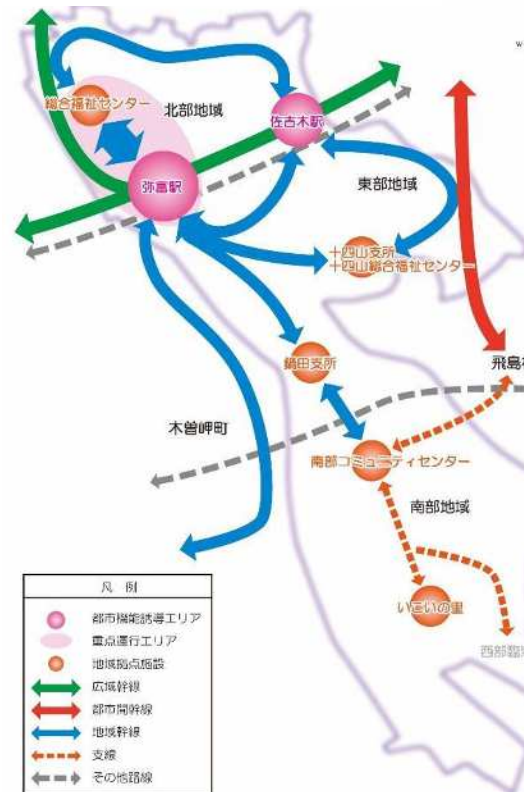 w
総合福祉センター
北部地域
佐古木駅
弥富駅
東部地域
十四山支所
十四山総合福祉センター
鍋田支所
飛島
木曽岬町
南部コミュニティセンター
南部地域
いこいの里
西部臨
凡 例
都市機能誘導エリア
重点運行エリア
地域拠点施設
広域幹線
都市間幹線
地域幹線
支線
その他路線